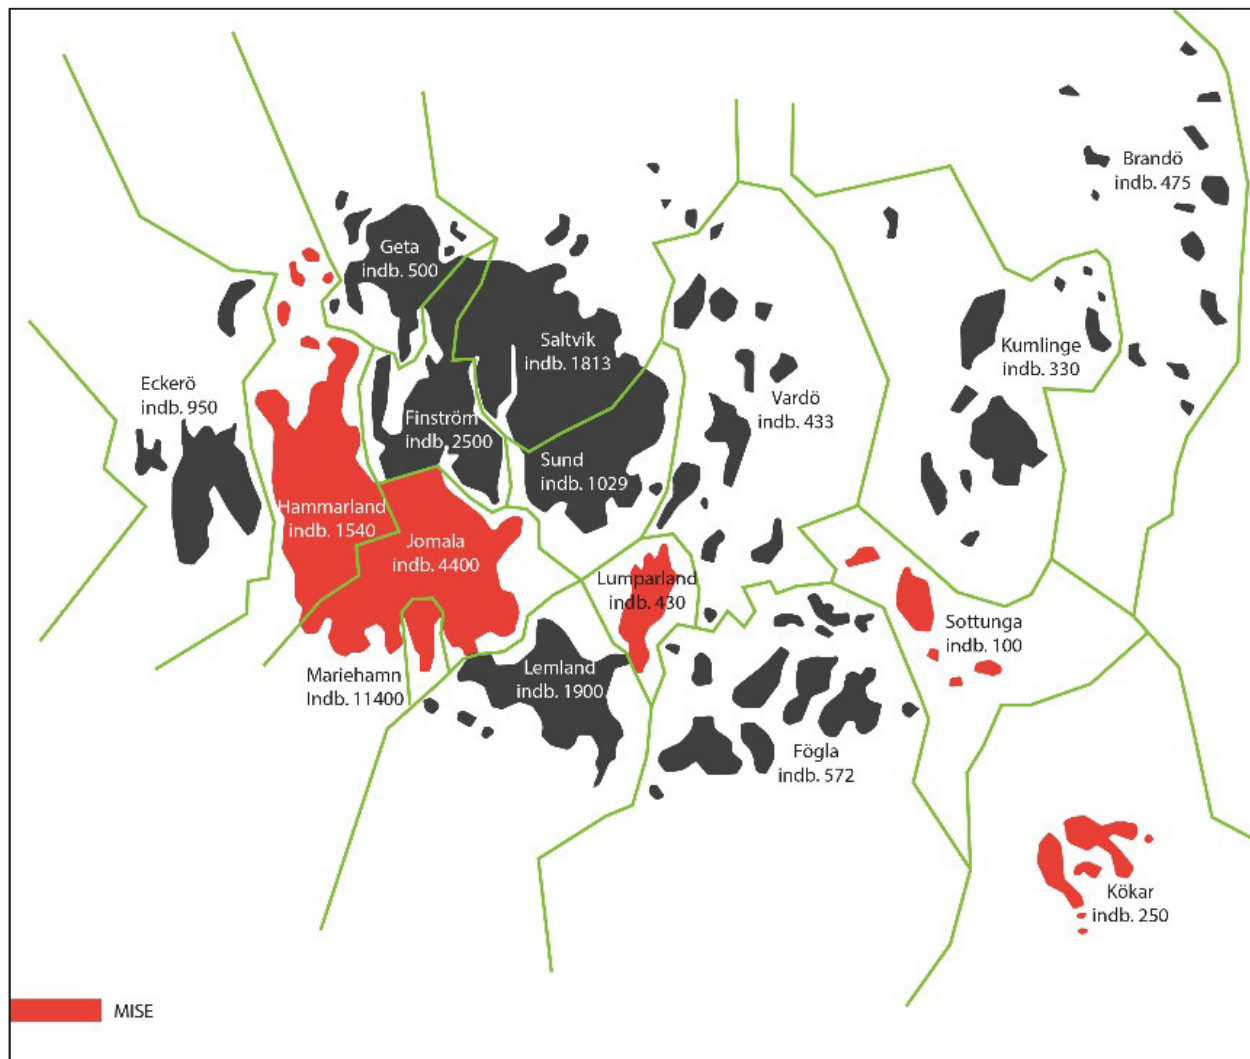 Brandö
indb. 475
Geta
indb. 500
Saltvik
indb. 1813
Kumlinge
indb. 330
Eckerö
indb. 950
Vardö
indb. 433
Finström
indb. 2500
Sund
indb. 1029
Hammarland
indb. 1540
Jomala
indb. 4400
Lumparland
indb. 430
Sottunga
indb. 100
Mariehamn
Indb. 11400
Lemland
indb. 1900
Fögla
indb. 572
Kökar
indb. 250
MISE